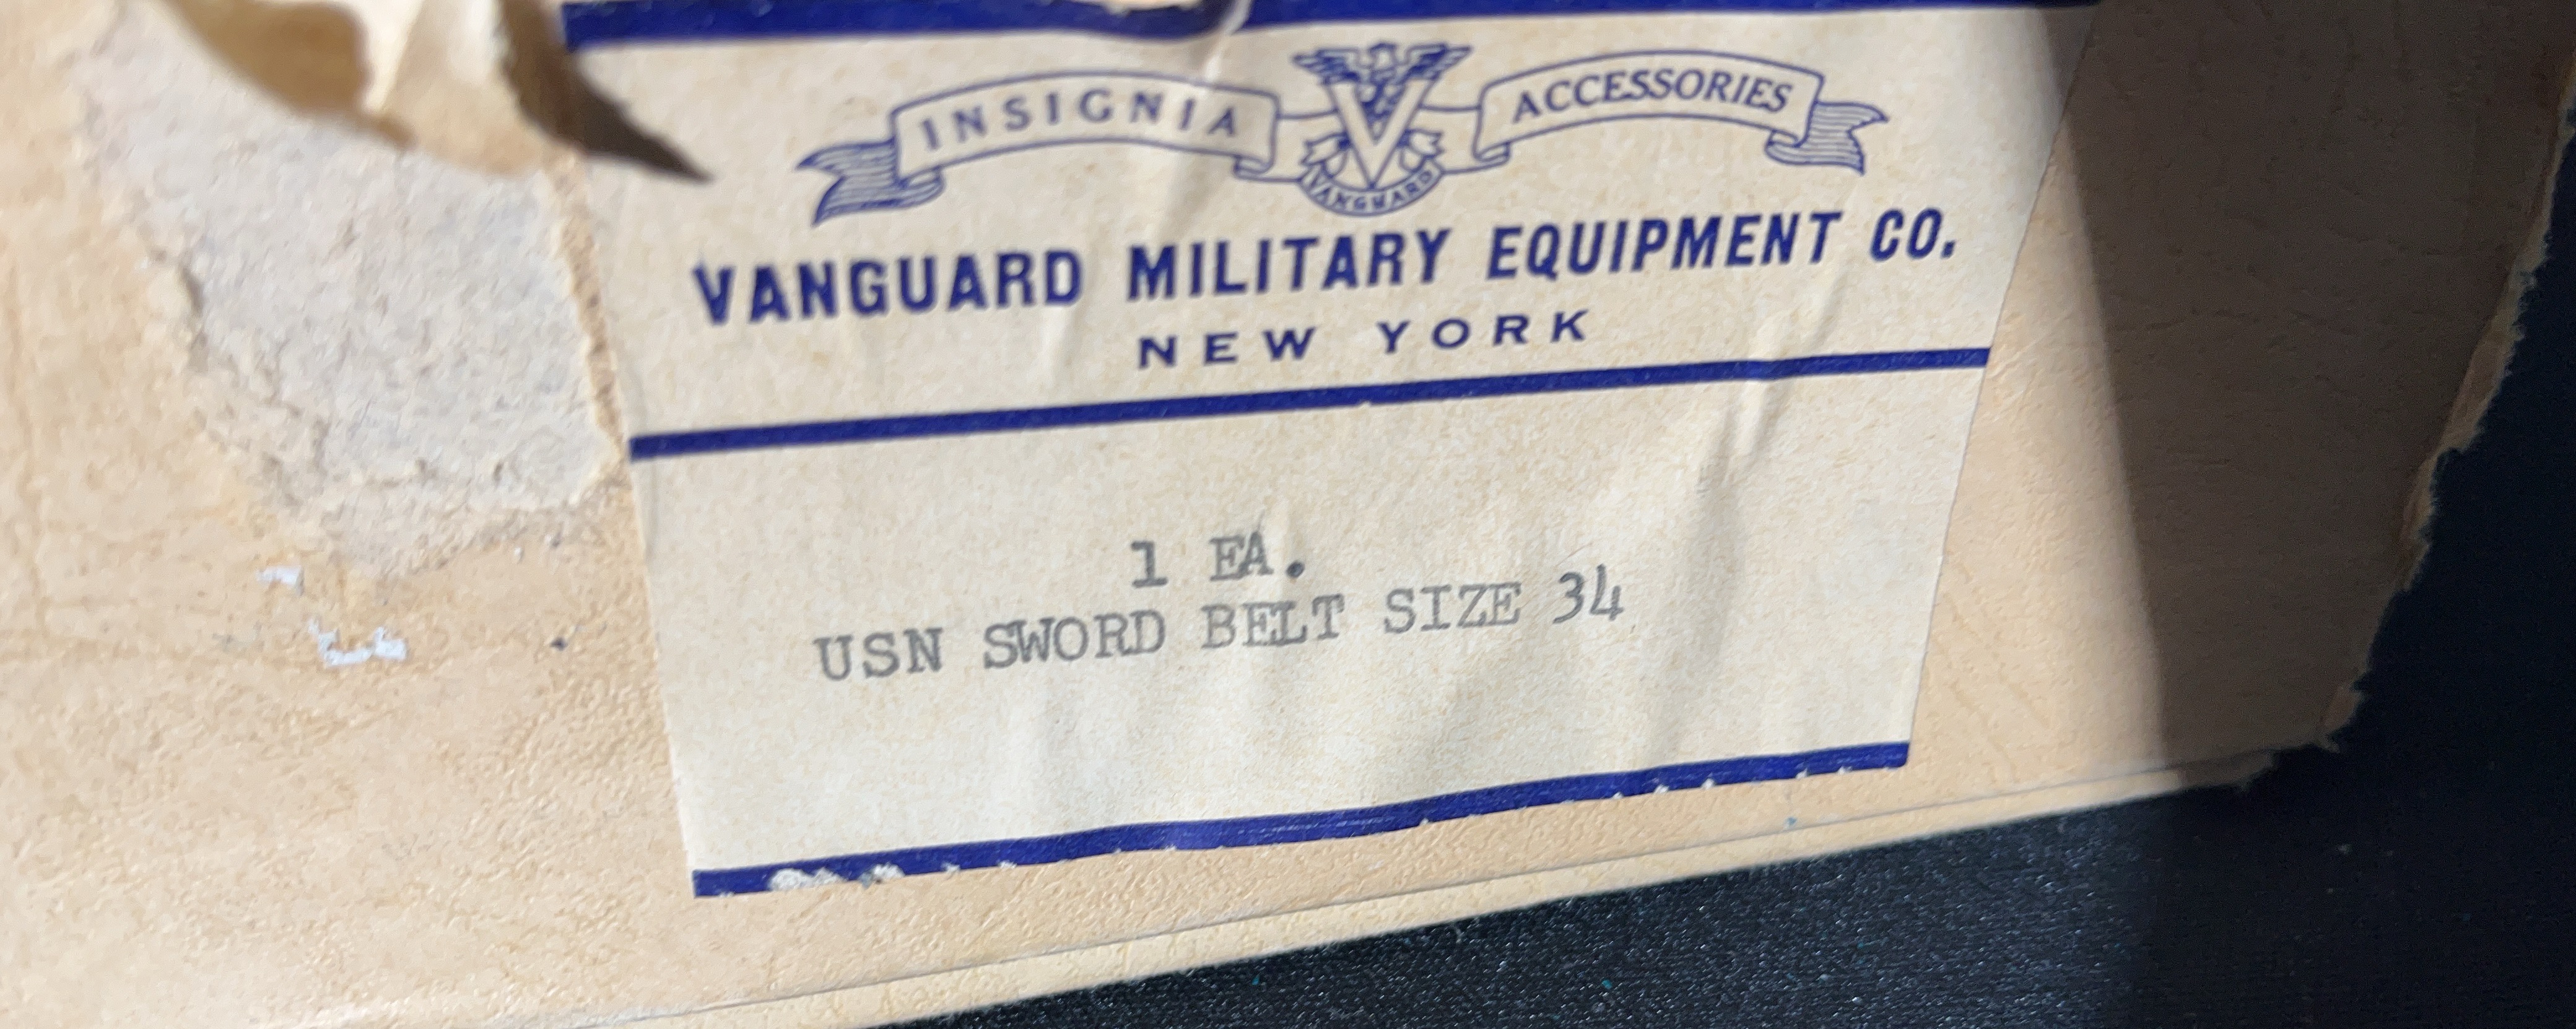 INSIGNIA ACCESSORIES
V
VANGUARD
VANGUARD MILITARY EQUIPMENT CO.
NEW YORK
1 EA.
USN SWORD BELT SIZE 34